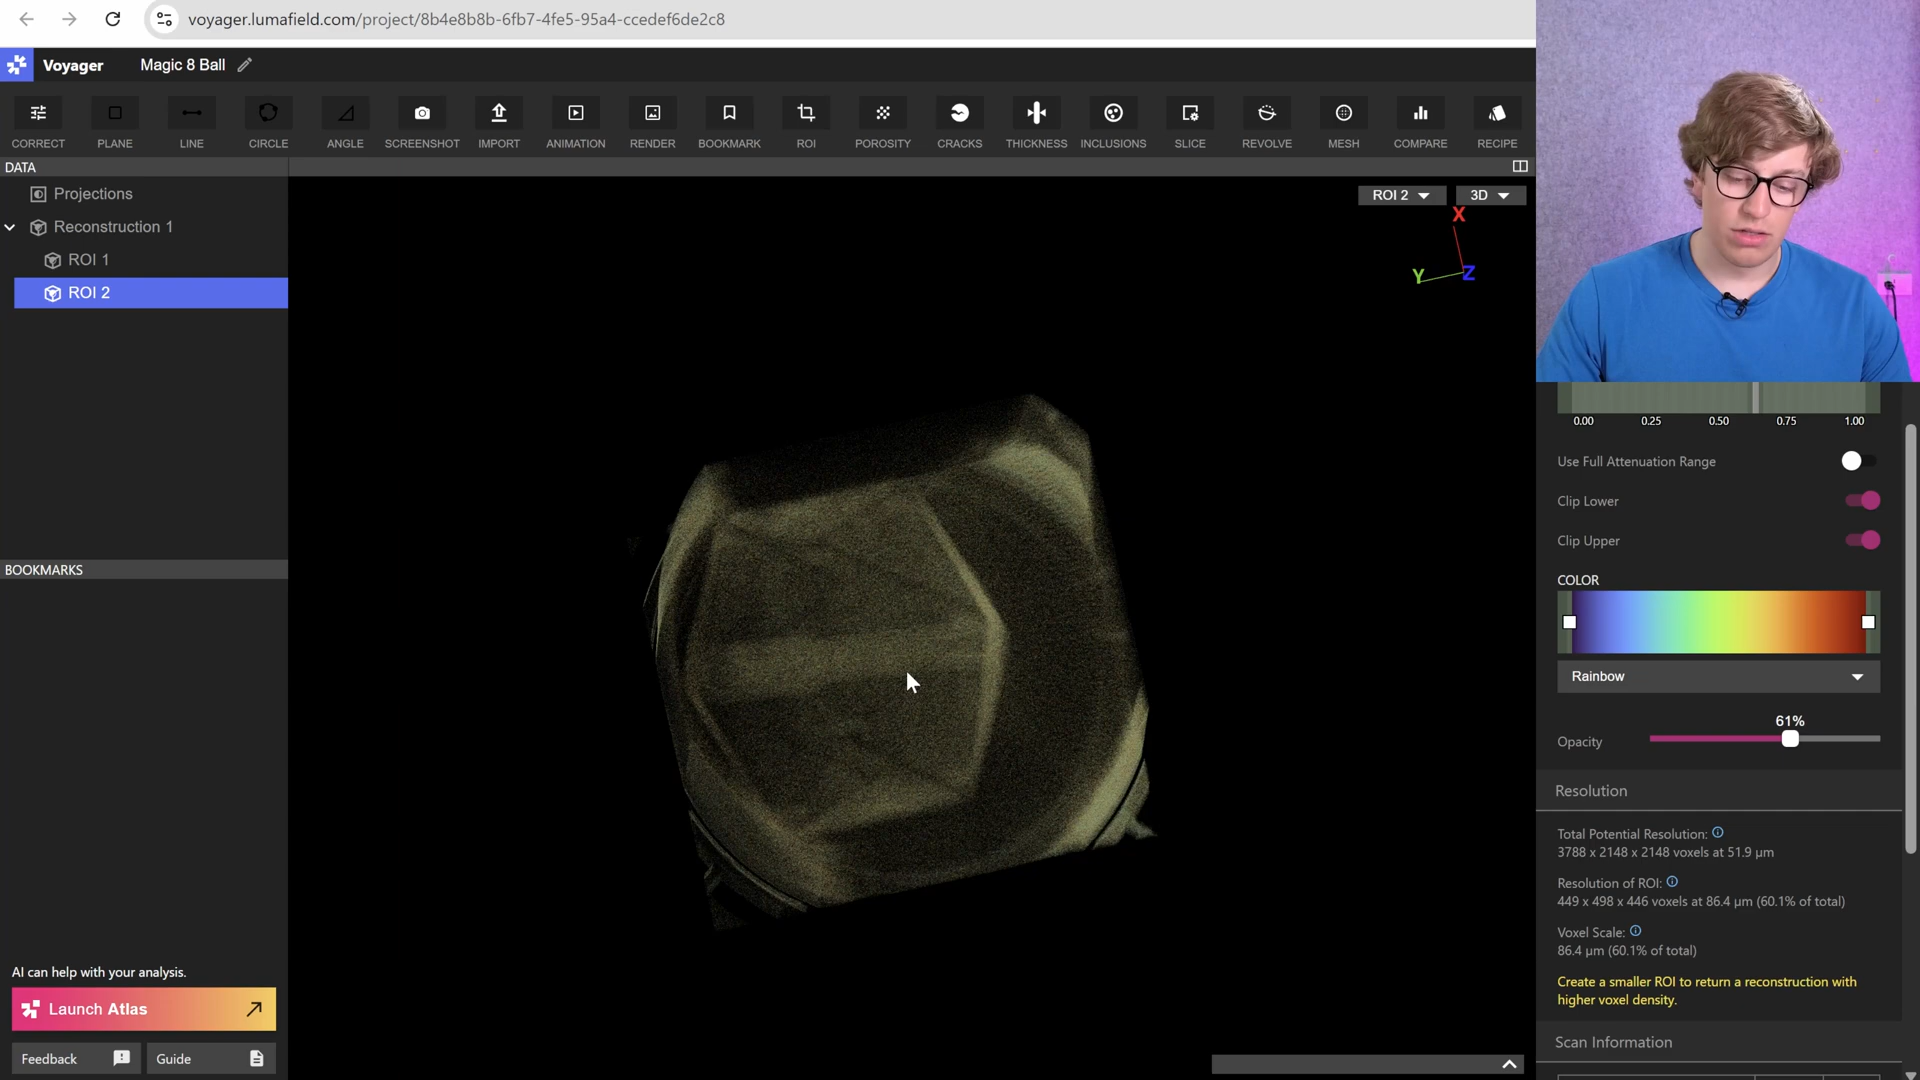 voyager.lumafield.com/project/8b4e8b8b-6fb7-4fe5-95a4-ccedef6de2c8
Voyager
Magic 8 Ball
CORRECT
PLANE
LINE
CIRCLE
ANGLE
SCREENSHOT
IMPORT
ANIMATION
RENDER
BOOKMARK
ROI
POROSITY
CRACKS
THICKNESS
INCLUSIONS
SLICE
REVOLVE
MESH
COMPARE
RECIPE
DATA
Projections
Reconstruction 1
ROI 1
ROI 2
BOOKMARKS
AI can help with your analysis.
Launch Atlas
Feedback
Guide
ROI 2
3D
X
Y
Z
0.00 0.25 0.50 0.75 1.00
Use Full Attenuation Range
Clip Lower
Clip Upper
COLOR
Rainbow
61%
Opacity
Resolution
Total Potential Resolution:
3788 x 2148 x 2148 voxels at 51.9 µm
Resolution of ROI:
449 x 498 x 446 voxels at 86.4 µm (60.1% of total)
Voxel Scale:
86.4 µm (60.1% of total)
Create a smaller ROI to return a reconstruction with
higher voxel density.
Scan Information